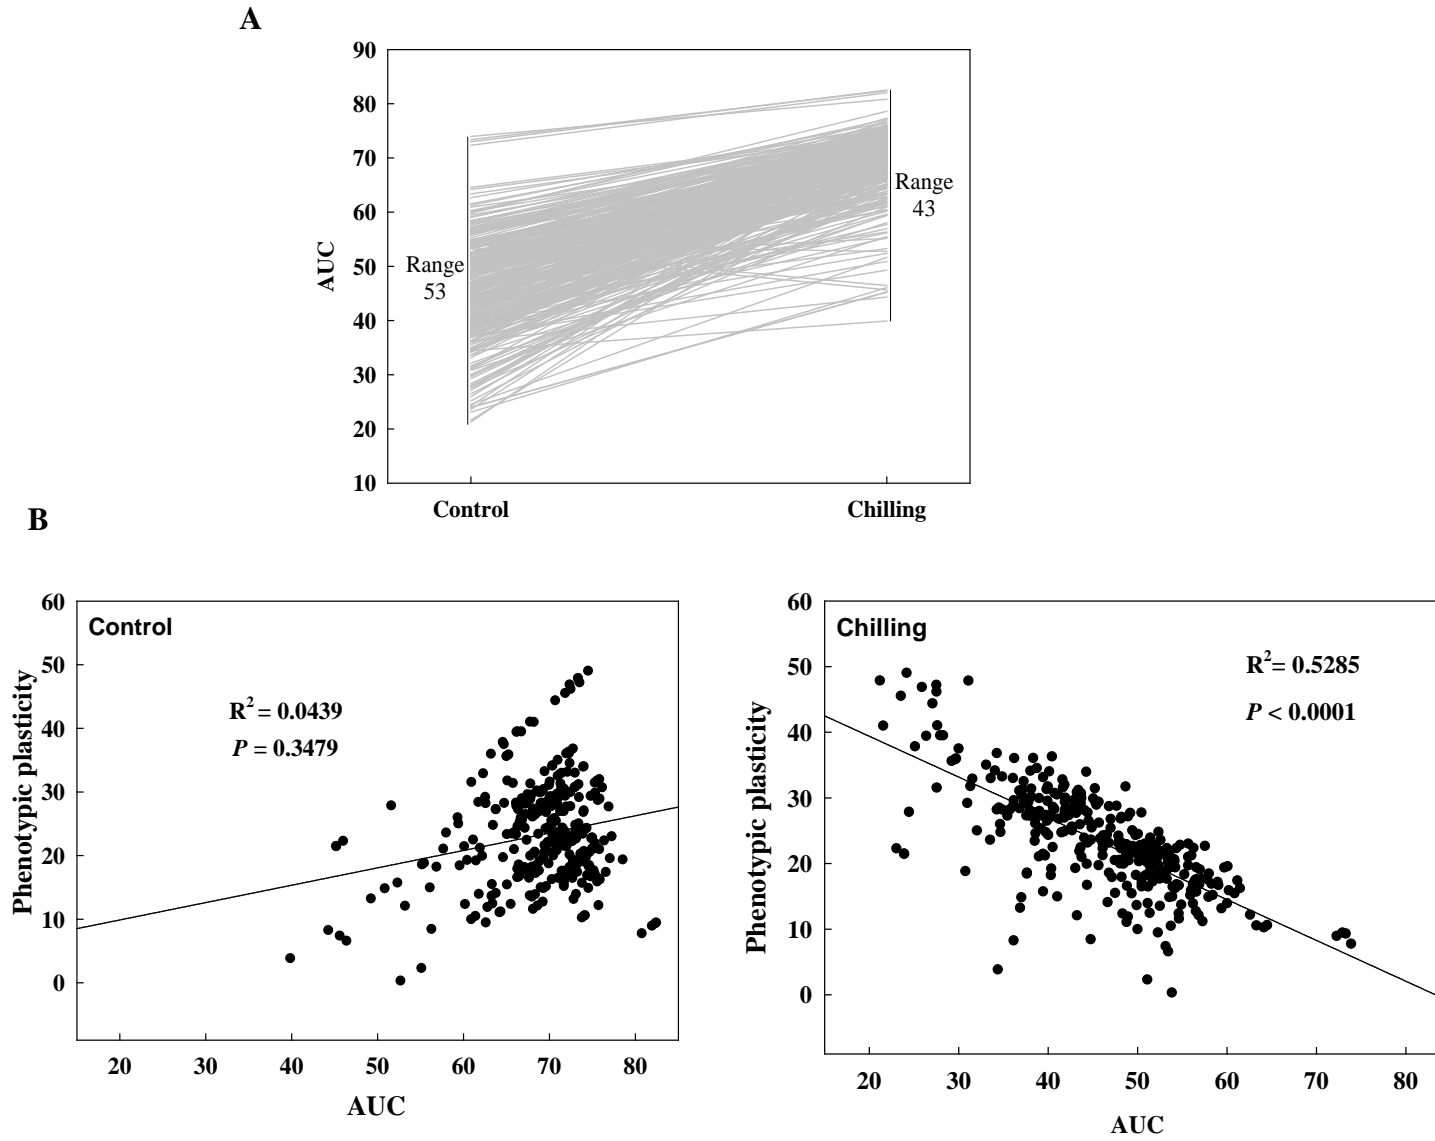 A
90
80
70
60
50
40
30
20
10
AUC
Range
53
Range
43
Control
Chilling
B
60
50
40
30
20
10
0
Phenotypic plasticity
Control
R² = 0.0439
P = 0.3479
20 30 40 50 60 70 80
AUC
60
50
40
30
20
10
0
Phenotypic plasticity
Chilling
R²= 0.5285
P < 0.0001
20 30 40 50 60 70 80
AUC